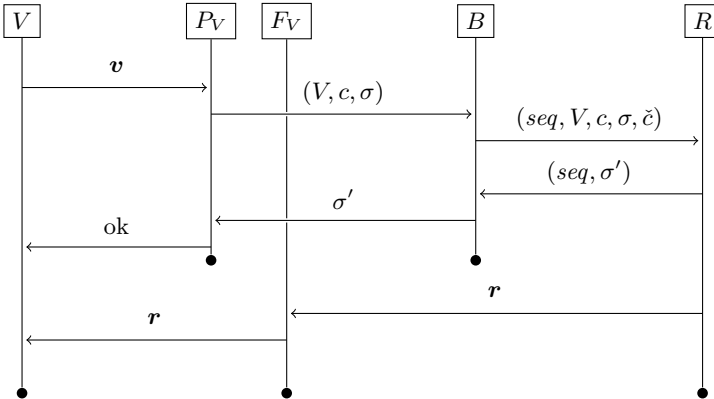 V P_V F_V B R
v
(V, c, σ)
(seq, V, c, σ, č)
(seq, σ′)
σ′
ok
r
r